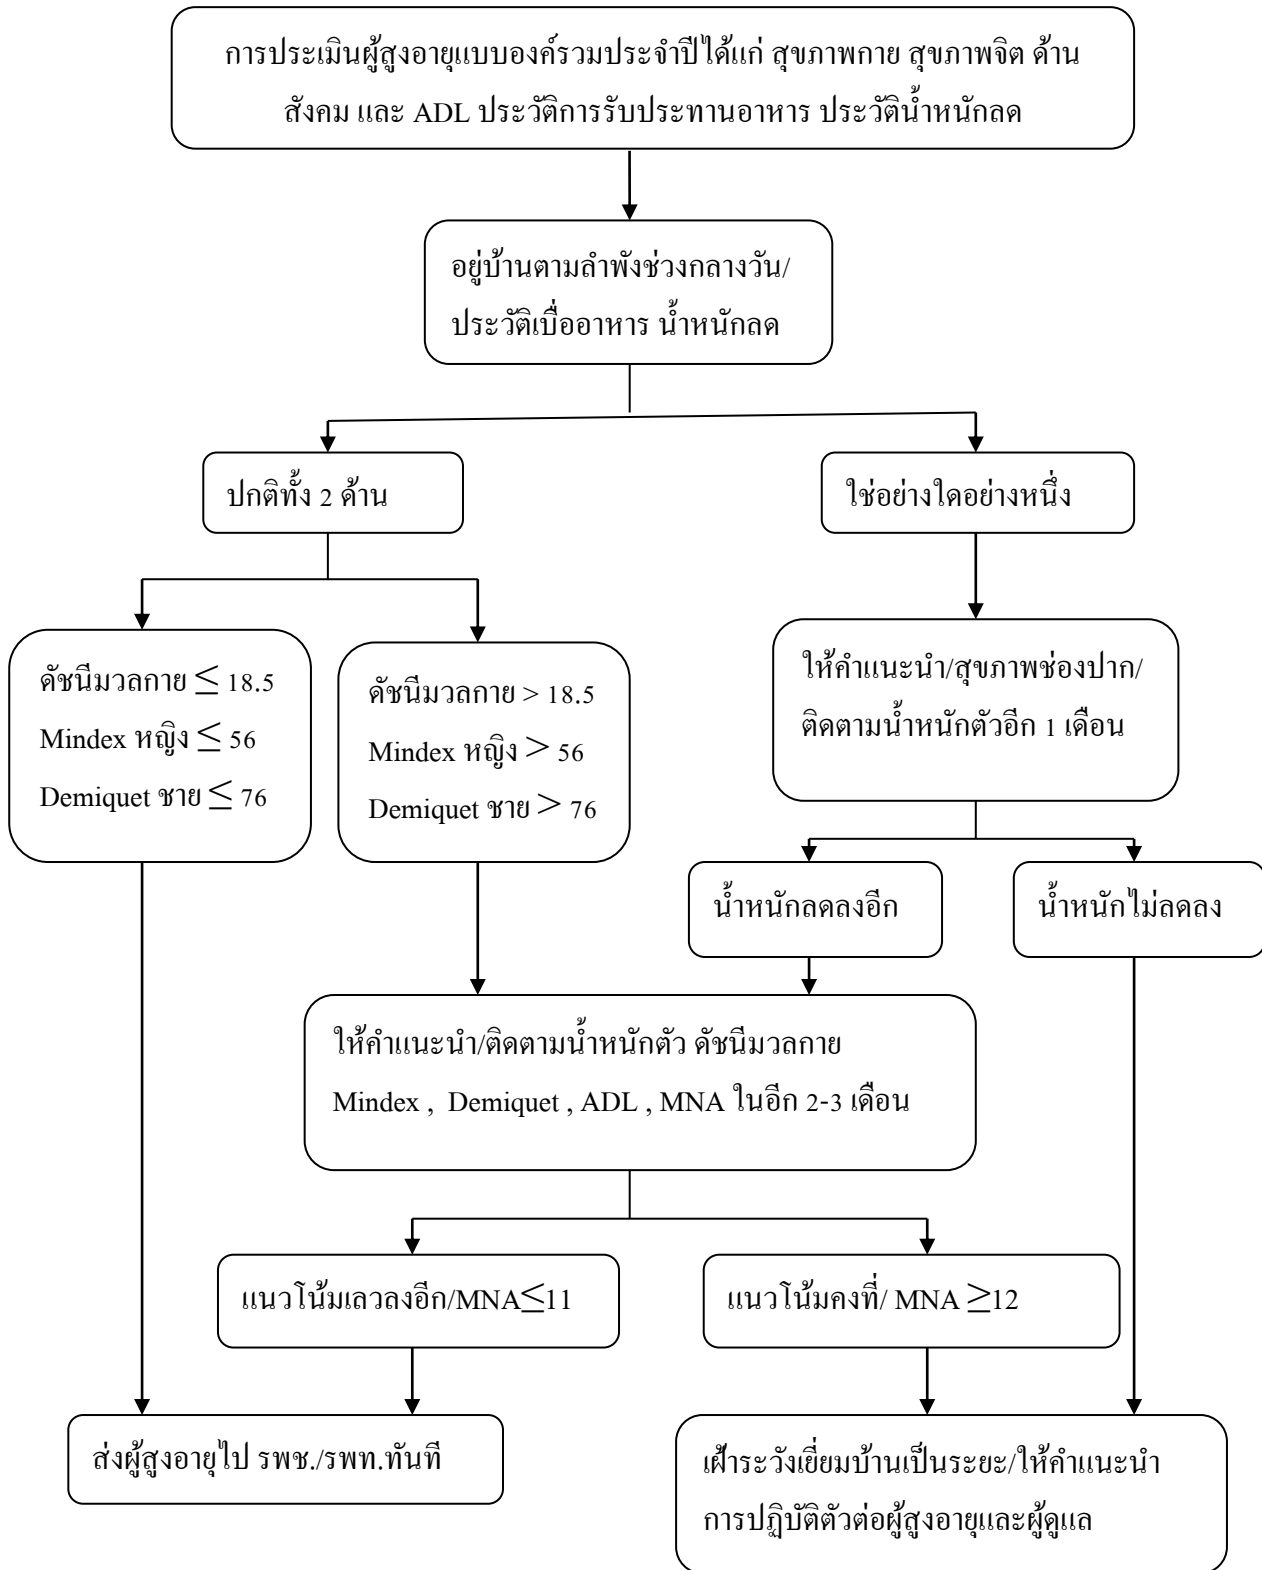 การประเมินผู้สูงอายุแบบองค์รวมประจำปีได้แก่ สุขภาพกาย สุขภาพจิต ด้าน
สังคม และ ADL ประวัติการรับประทานอาหาร ประวัติน้ำหนักลด
อยู่บ้านตามลำพังช่วงกลางวัน/
ประวัติเบื่ออาหาร น้ำหนักลด
ปกติทั้ง 2 ด้าน
ใช่อย่างใดอย่างหนึ่ง
ดัชนีมวลกาย ≤ 18.5
Mindex หญิง ≤ 56
Demiquet ชาย ≤ 76
ดัชนีมวลกาย > 18.5
Mindex หญิง > 56
Demiquet ชาย > 76
ให้คำแนะนำ/สุขภาพช่องปาก/
ติดตามน้ำหนักตัวอีก 1 เดือน
น้ำหนักลดลงอีก
น้ำหนักไม่ลดลง
ให้คำแนะนำ/ติดตามน้ำหนักตัว ดัชนีมวลกาย
Mindex , Demiquet , ADL , MNA ในอีก 2-3 เดือน
แนวโน้มเลวลงอีก/MNA≤11
แนวโน้มคงที่/ MNA ≥12
ส่งผู้สูงอายุไป รพช./รพท.ทันที
เฝ้าระวังเยี่ยมบ้านเป็นระยะ/ให้คำแนะนำ
การปฏิบัติตัวต่อผู้สูงอายุและผู้ดูแล